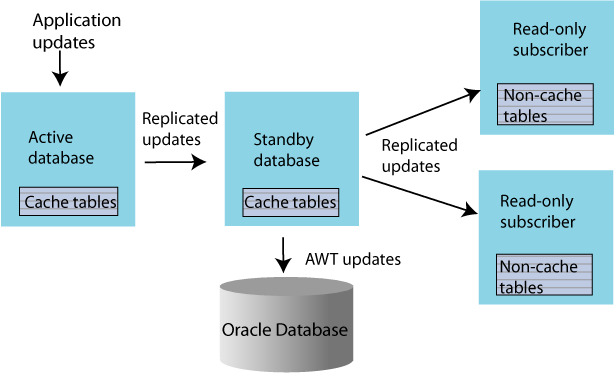 Application
updates
Active
database
Cache tables
Replicated
updates
Standby
database
Cache tables
AWT updates
Oracle Database
Replicated
updates
Read-only
subscriber
Non-cache
tables
Read-only
subscriber
Non-cache
tables